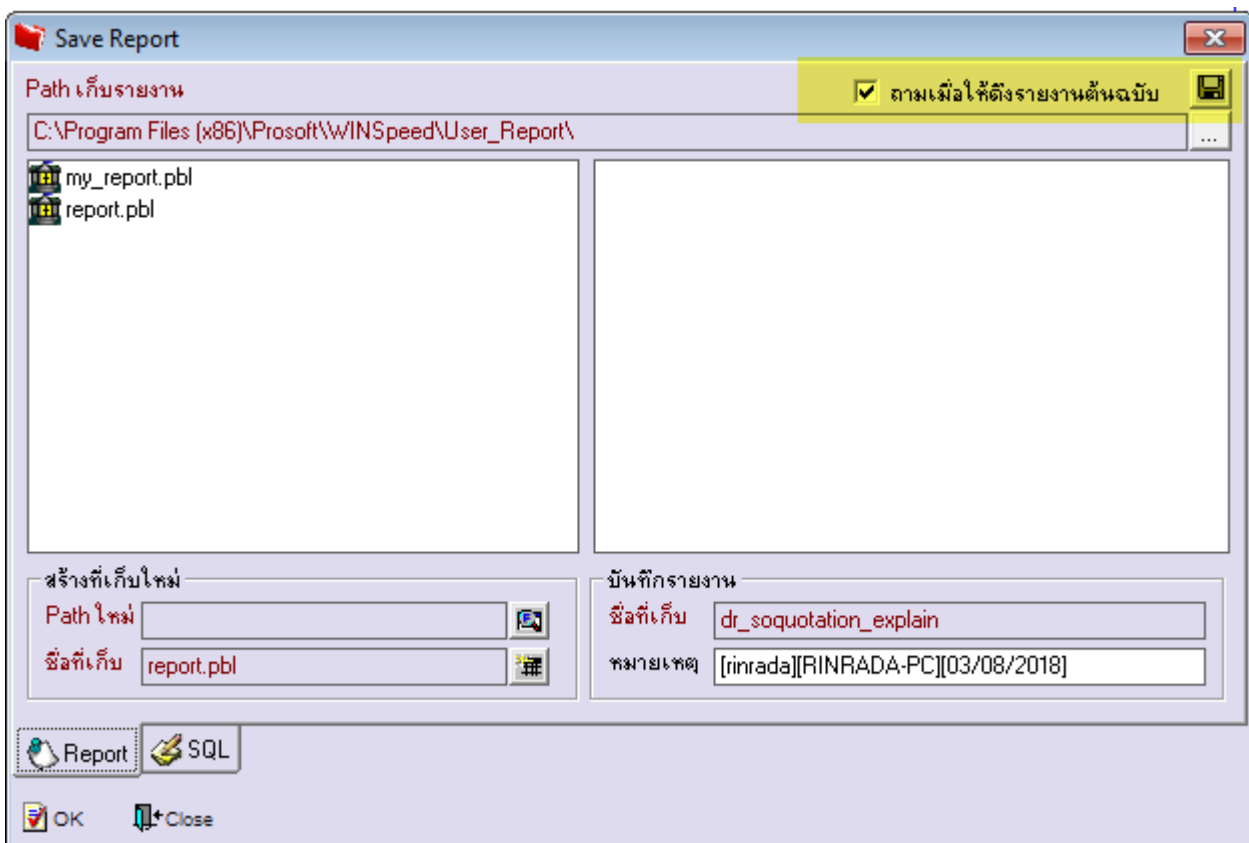 Save Report
Path เก็บรายงาน
ถามเมื่อให้ดึงรายงานต้นฉบับ
C:\Program Files (x86)\Prosoft\WINSpeed\User_Report\
...
my_report.pbl
report.pbl
สร้างที่เก็บใหม่
Path ใหม่
ชื่อที่เก็บ report.pbl
บันทึกรายงาน
ชื่อที่เก็บ dr_soquotation_explain
หมายเหตุ [rinrada][RINRADA-PC][03/08/2018]
Report SQL
OK Close